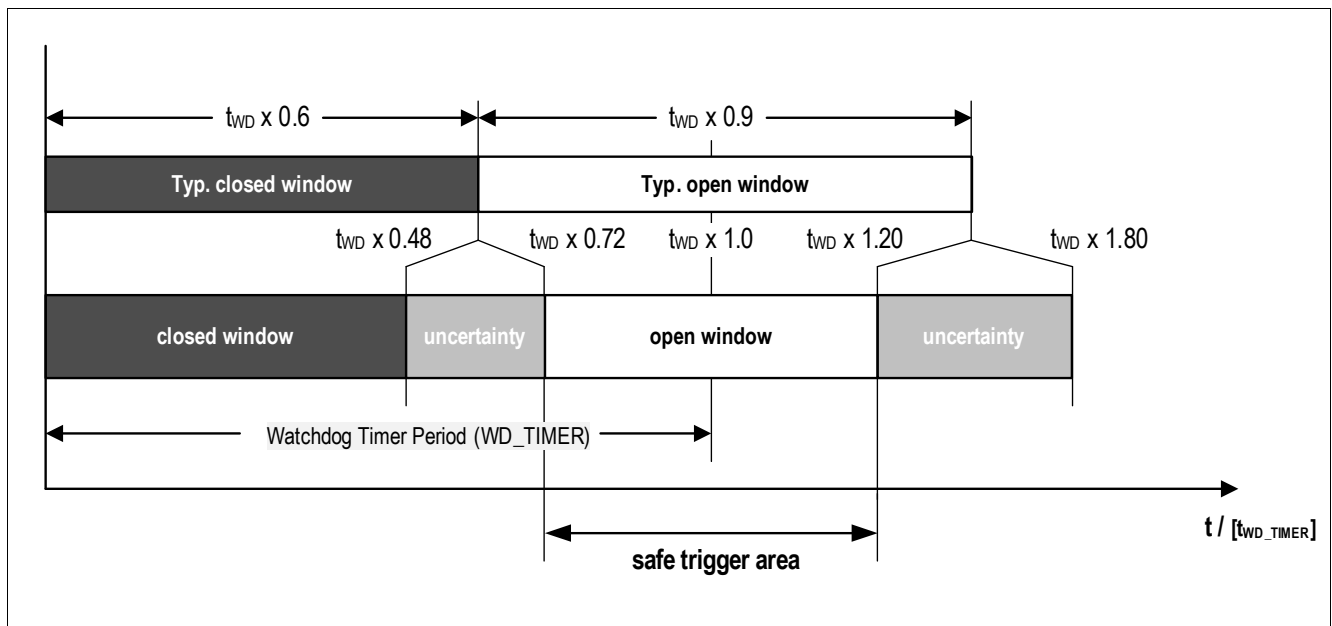 tWD x 0.6 tWD x 0.9
Typ. closed window Typ. open window
tWD x 0.48 tWD x 0.72 tWD x 1.0 tWD x 1.20 tWD x 1.80
closed window uncertainty open window uncertainty
Watchdog Timer Period (WD_TIMER)
t / [tWD_TIMER]
safe trigger area